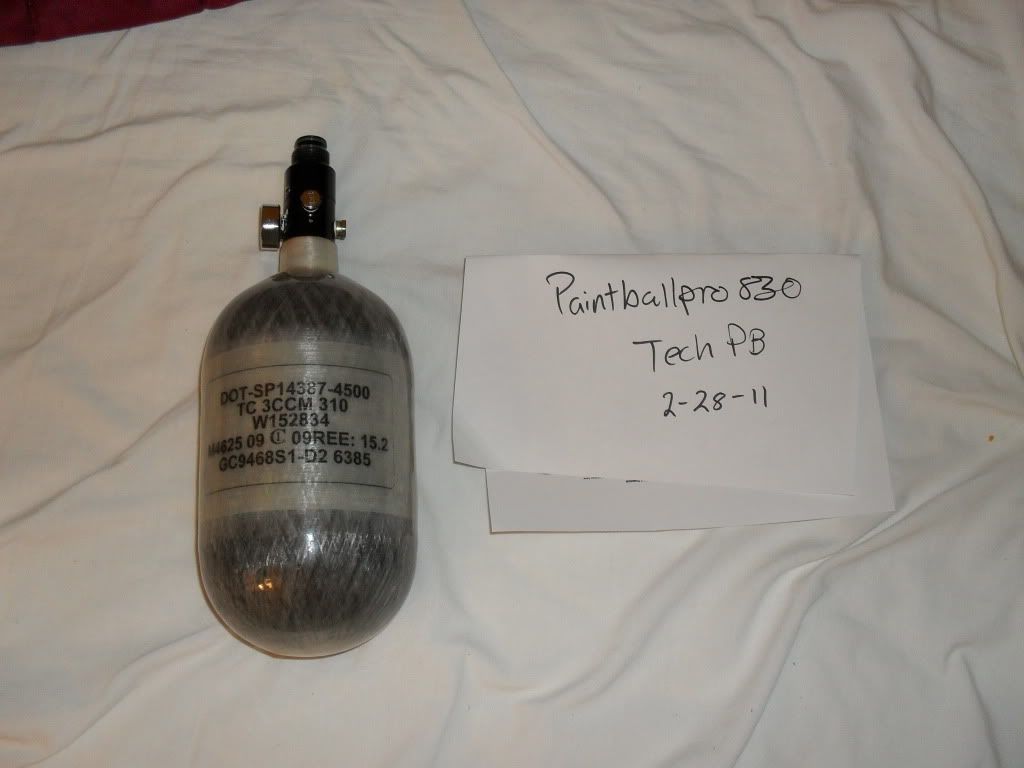 DOT-SP14387-4500
TC 3CCM 310
W152834
M4625 09 09REE: 15.2
GC9468S1-D2 6385
Paintballpro 830
Tech PB
2-28-11